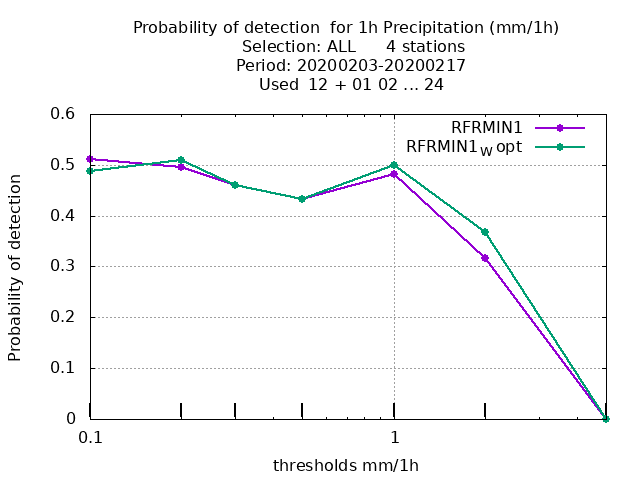 Probability of detection  for 1h Precipitation (mm/1h)
Selection: ALL      4 stations
Period: 20200203-20200217
Used  12 + 01 02 ... 24
RFRMIN1
RFRMIN1W opt
Probability of detection
0.6
0.5
0.4
0.3
0.2
0.1
0
0.1
1
thresholds mm/1h